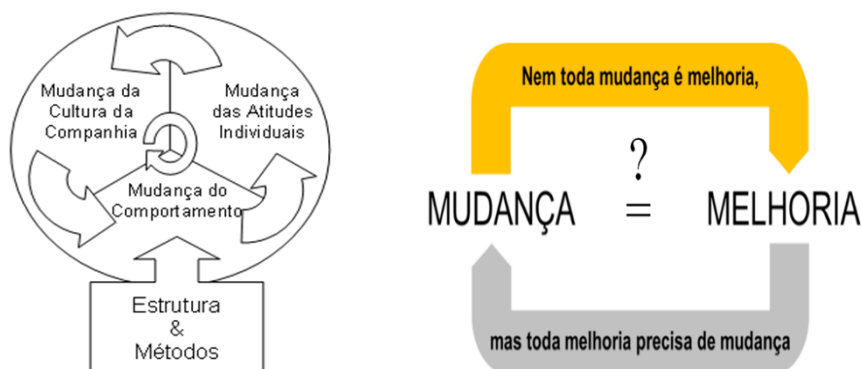 Mudança da
Cultura da
Companhia
Mudança
das Atitudes
Individuais
Mudança do
Comportamento
Estrutura
&
Métodos
Nem toda mudança é melhoria,
?
MUDANÇA = MELHORIA
mas toda melhoria precisa de mudança